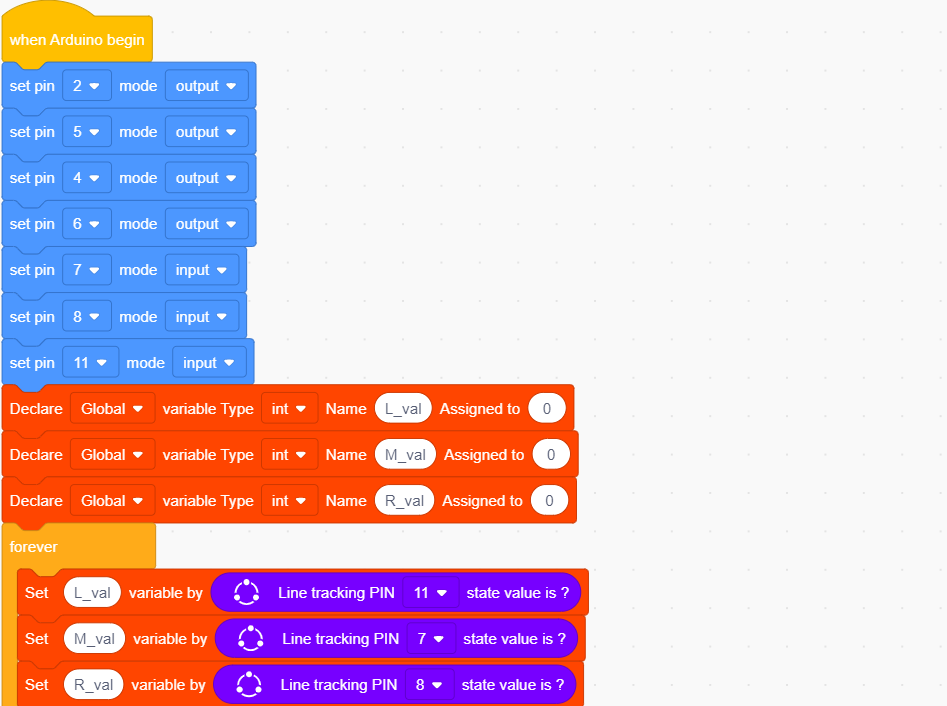 when Arduino begin
set pin 2 mode output
set pin 5 mode output
set pin 4 mode output
set pin 6 mode output
set pin 7 mode input
set pin 8 mode input
set pin 11 mode input
Declare Global variable Type int Name L_val Assigned to 0
Declare Global variable Type int Name M_val Assigned to 0
Declare Global variable Type int Name R_val Assigned to 0
forever
Set L_val variable by Line tracking PIN 11 state value is ?
Set M_val variable by Line tracking PIN 7 state value is ?
Set R_val variable by Line tracking PIN 8 state value is ?